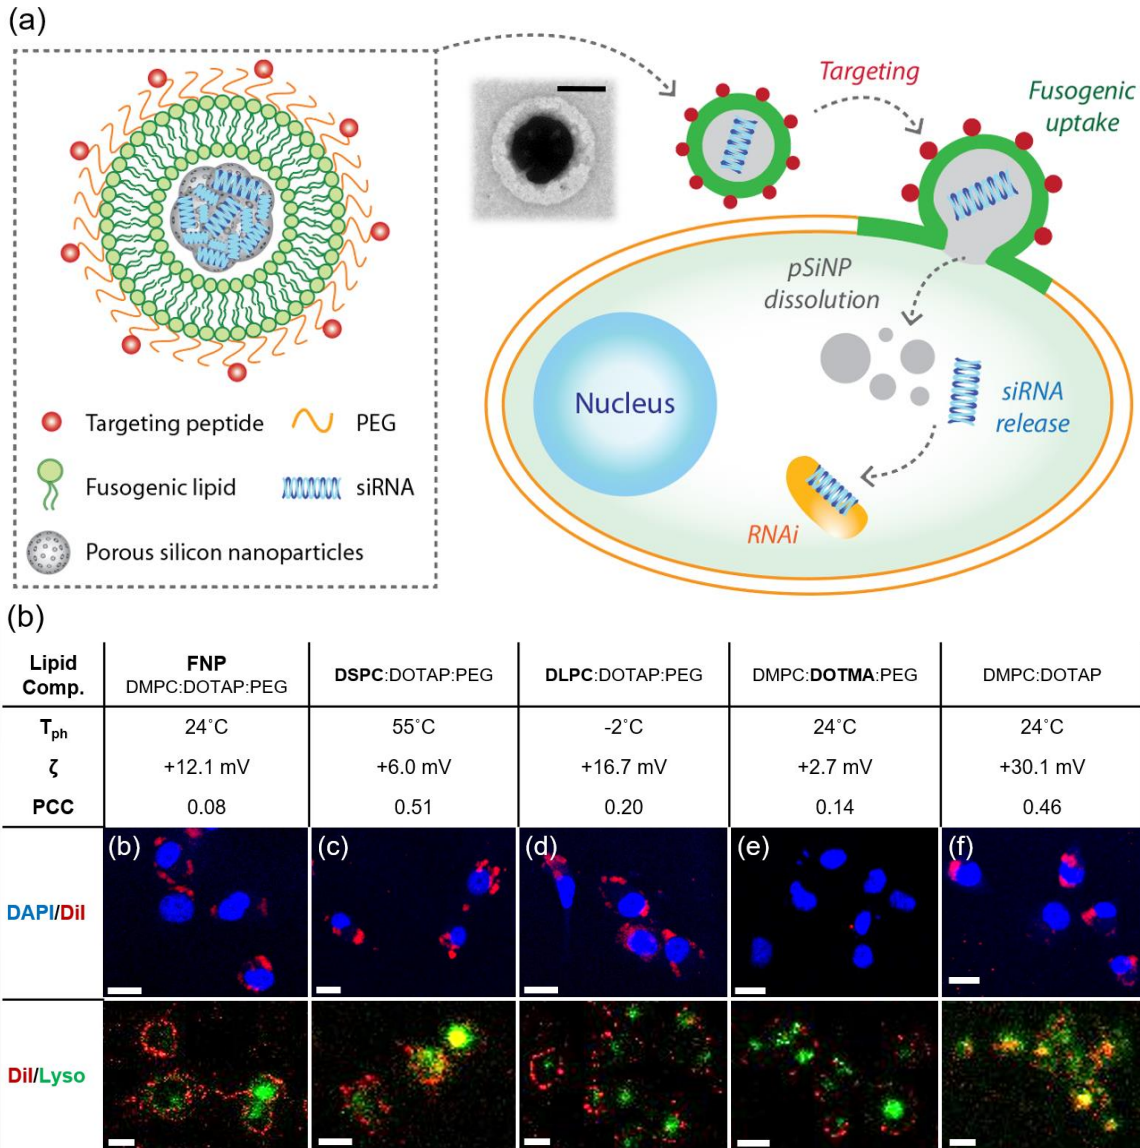 (a)
Targeting
Fusogenic
uptake
pSiNP
dissolution
Nucleus
siRNA
release
RNAi
Targeting peptide
PEG
Fusogenic lipid
siRNA
Porous silicon nanoparticles
(b)
Lipid Comp. FNP DMPC:DOTAP:PEG DSPC:DOTAP:PEG DLPC:DOTAP:PEG DMPC:DOTMA:PEG DMPC:DOTAP
Tph 24˚C 55˚C -2˚C 24˚C 24˚C
ζ +12.1 mV +6.0 mV +16.7 mV +2.7 mV +30.1 mV
PCC 0.08 0.51 0.20 0.14 0.46
(b) (c) (d) (e) (f)
DAPI/DiI
DiI/Lyso